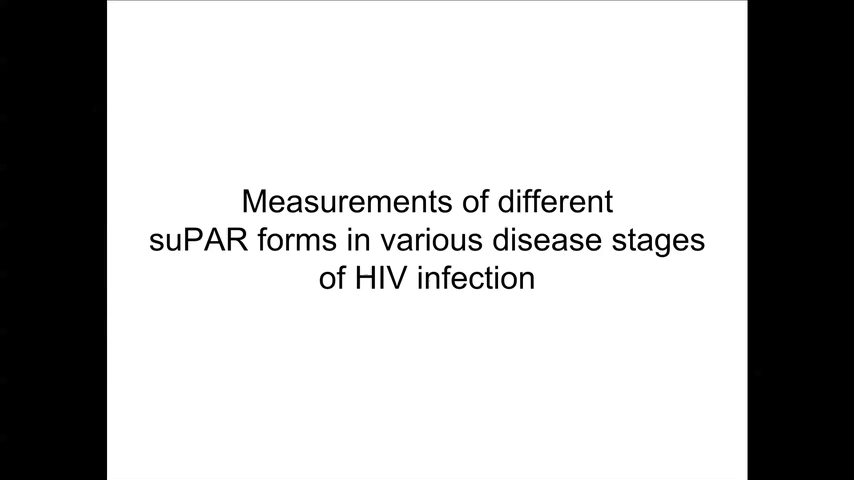 Measurements of different
suPAR forms in various disease stages
of HIV infection